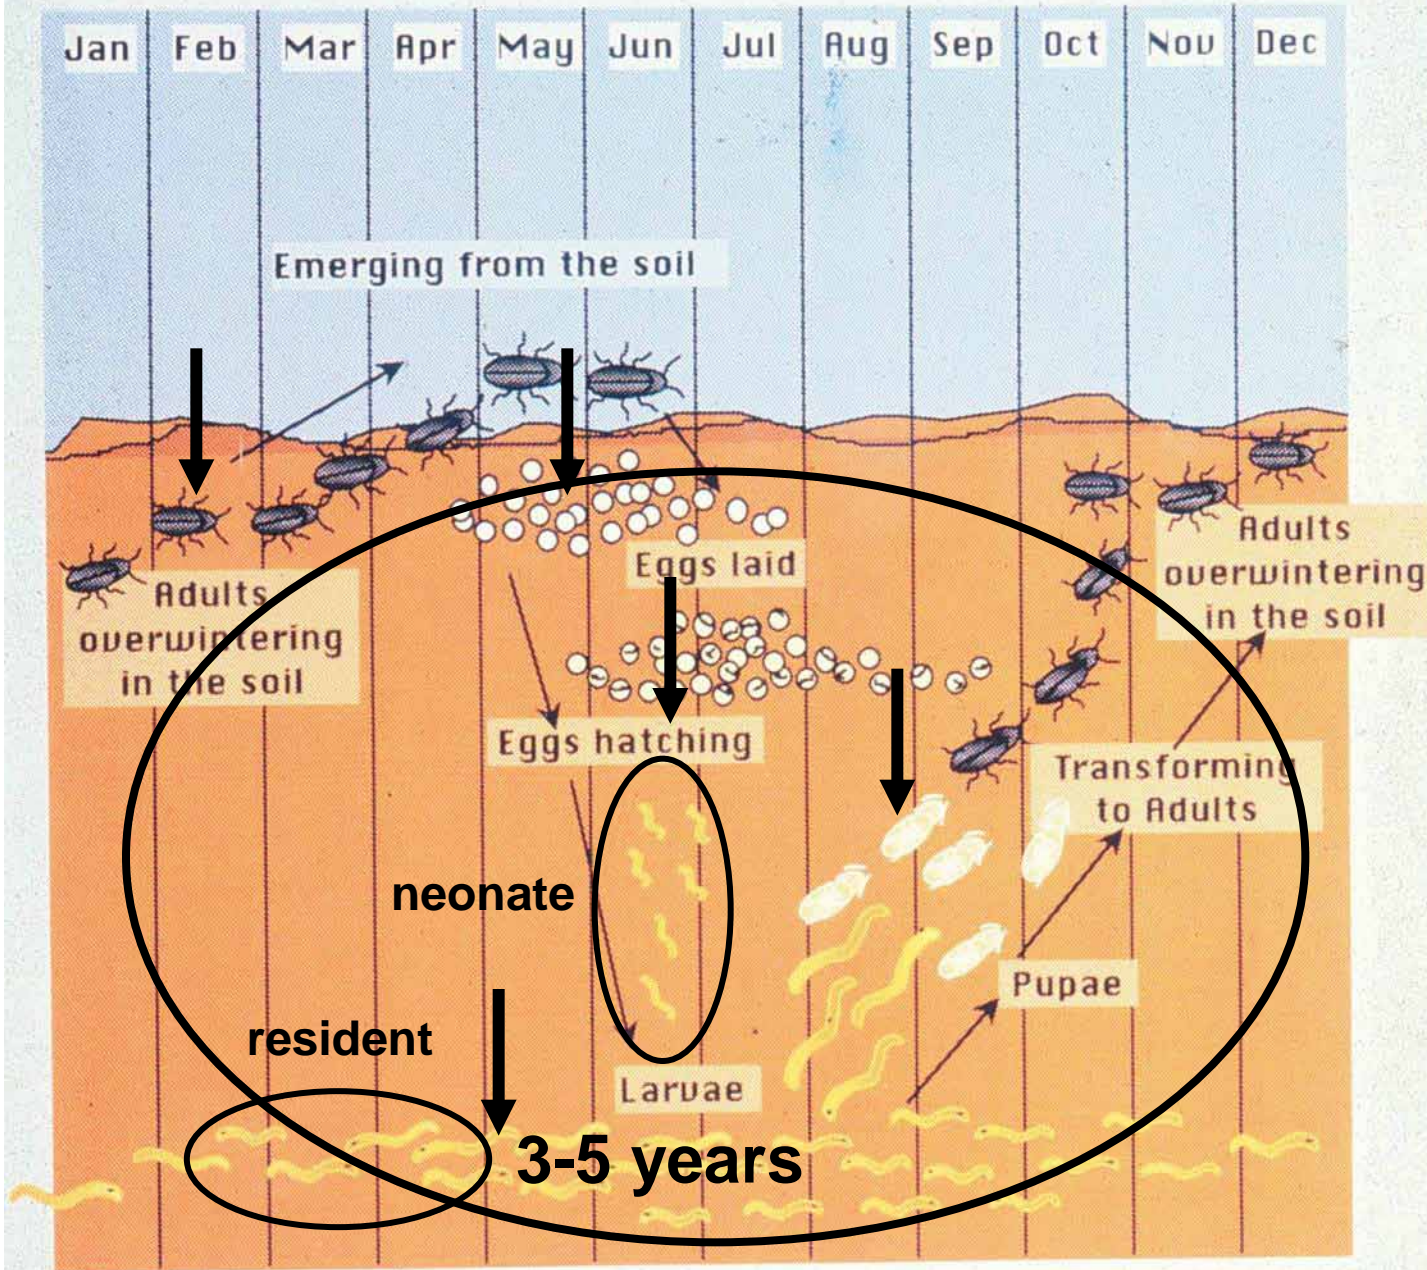 Jan Feb Mar Apr May Jun Jul Aug Sep Oct Nov Dec
Emerging from the soil
Eggs laid
Adults
overwintering
in the soil
Adults
overwintering
in the soil
Eggs hatching
Transforming
to Adults
neonate
Pupae
resident
Larvae
3-5 years